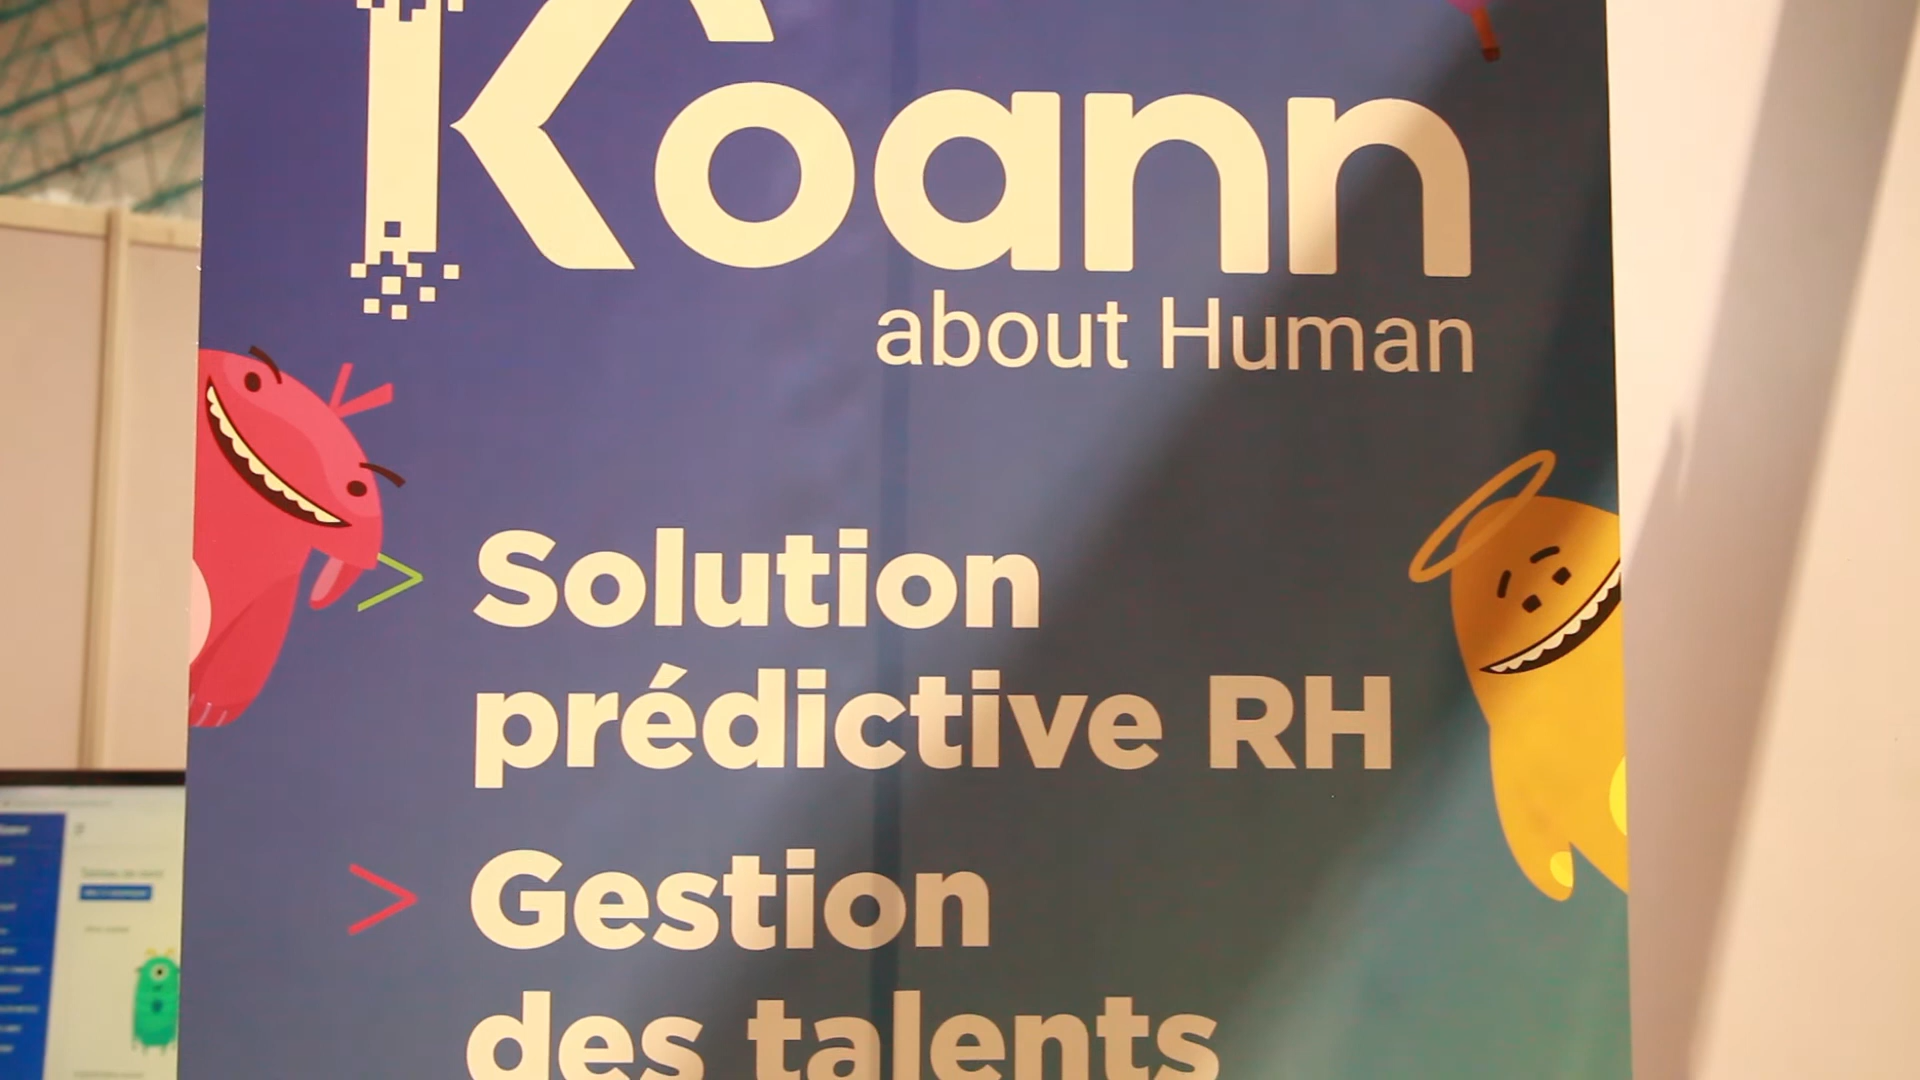 Koann
about Human
> Solution
prédictive RH
> Gestion
des talents